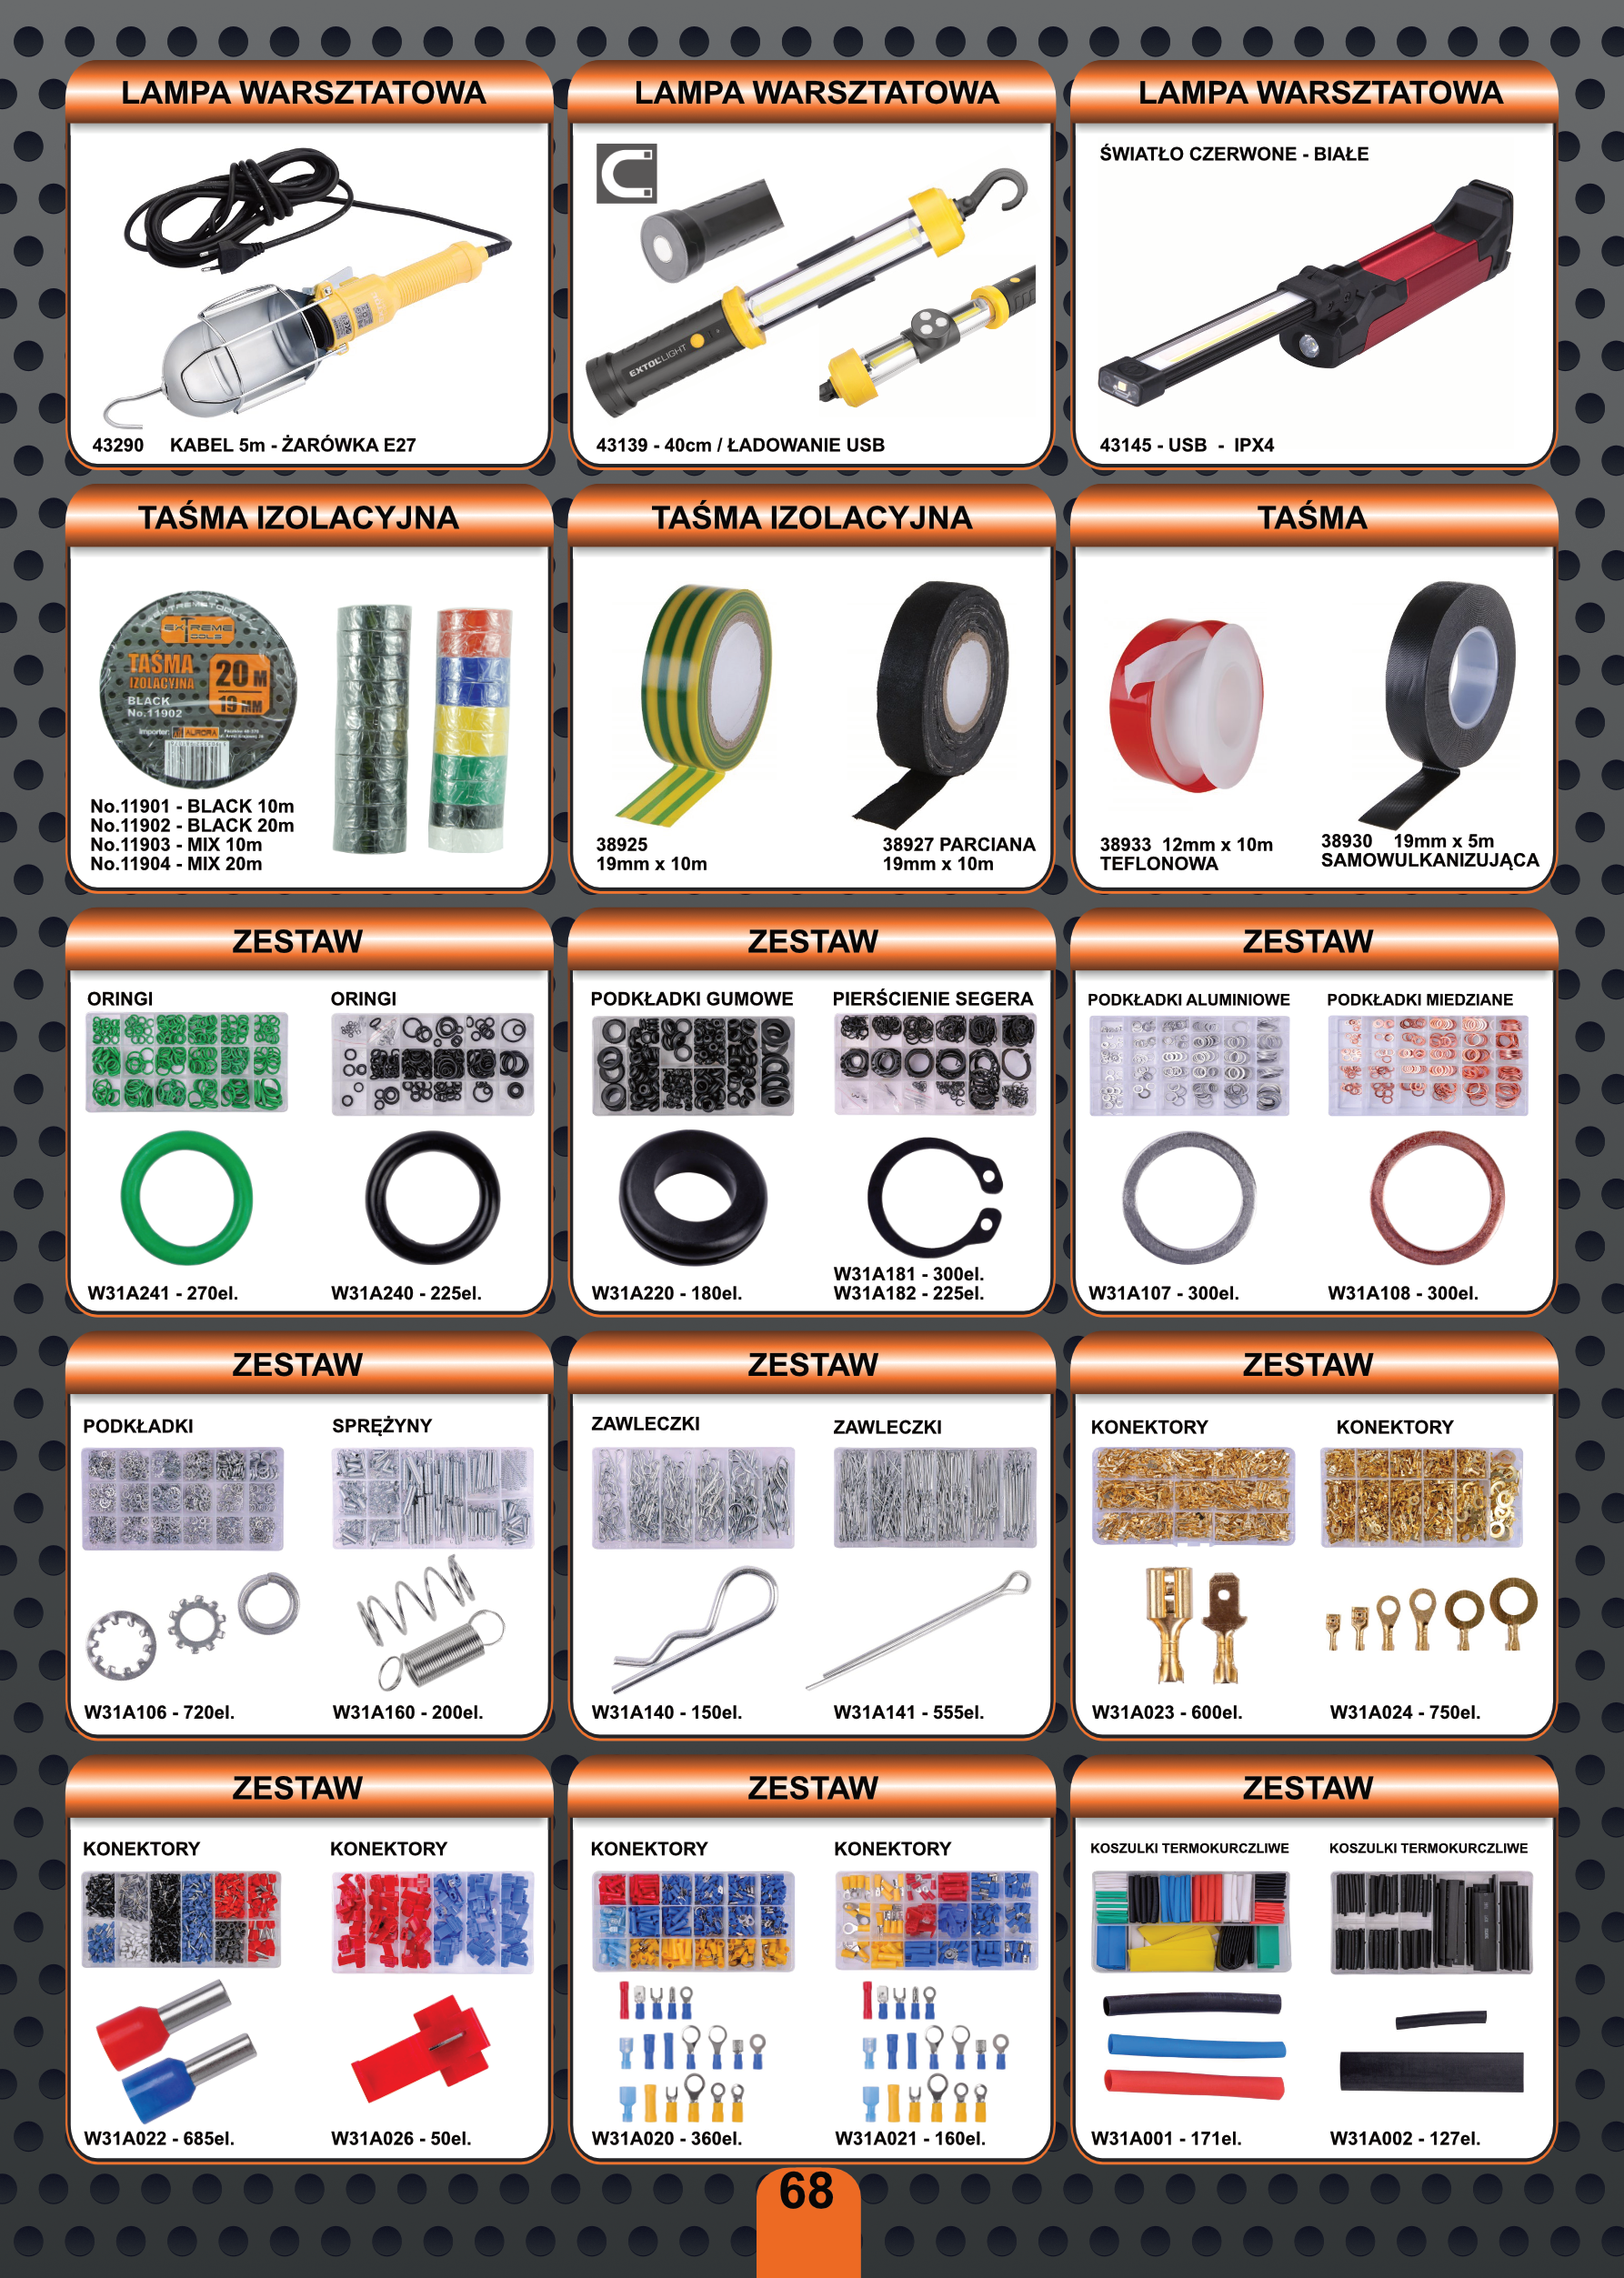 LAMPA WARSZTATOWA
43290 KABEL 5m - ŻARÓWKA E27
LAMPA WARSZTATOWA
EXTOL LIGHT
43139 - 40cm / ŁADOWANIE USB
LAMPA WARSZTATOWA
ŚWIATŁO CZERWONE - BIAŁE
43145 - USB - IPX4
TAŚMA IZOLACYJNA
EXTREME TOOLS
EXTREME
TOOLS
TAŚMA
IZOLACYJNA
20 M
19 MM
BLACK
No.11902
Importer: AURORA
No.11901 - BLACK 10m
No.11902 - BLACK 20m
No.11903 - MIX 10m
No.11904 - MIX 20m
TAŚMA IZOLACYJNA
38925
19mm x 10m
38927 PARCIANA
19mm x 10m
TAŚMA
38933 12mm x 10m
TEFLONOWA
38930 19mm x 5m
SAMOWULKANIZUJĄCA
ZESTAW
ORINGI
W31A241 - 270el.
ORINGI
W31A240 - 225el.
ZESTAW
PODKŁADKI GUMOWE
W31A220 - 180el.
PIERŚCIENIE SEGERA
W31A181 - 300el.
W31A182 - 225el.
ZESTAW
PODKŁADKI ALUMINIOWE
W31A107 - 300el.
PODKŁADKI MIEDZIANE
W31A108 - 300el.
ZESTAW
PODKŁADKI
W31A106 - 720el.
SPRĘŻYNY
W31A160 - 200el.
ZESTAW
ZAWLECZKI
W31A140 - 150el.
ZAWLECZKI
W31A141 - 555el.
ZESTAW
KONEKTORY
W31A023 - 600el.
KONEKTORY
W31A024 - 750el.
ZESTAW
KONEKTORY
W31A022 - 685el.
KONEKTORY
W31A026 - 50el.
ZESTAW
KONEKTORY
W31A020 - 360el.
KONEKTORY
W31A021 - 160el.
ZESTAW
KOSZULKI TERMOKURCZLIWE
W31A001 - 171el.
KOSZULKI TERMOKURCZLIWE
W31A002 - 127el.
68